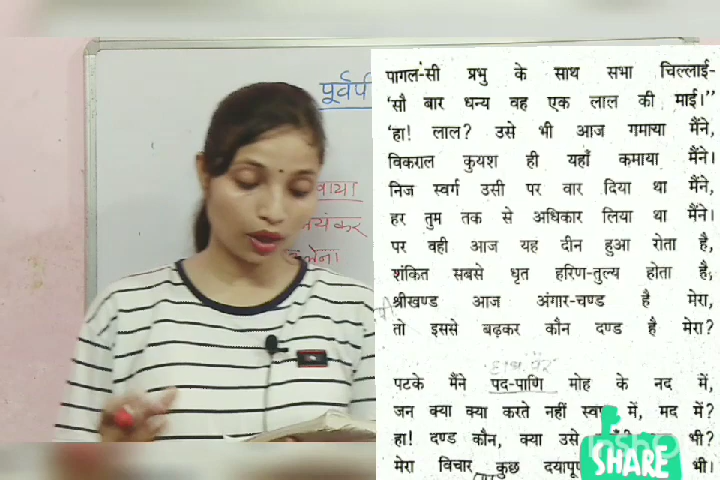 पूर्वपी
वाया
यंकर
लेना
पागल-सी प्रभु के साथ सभा चिल्लाई-
'सौ बार धन्य वह एक लाल की माई।"
'हा! लाल? उसे भी आज गमाया मैंने,
विकराल कुयश ही यहाँ कमाया मैंने।
निज स्वर्ग उसी पर वार दिया था मैंने,
हर तुम तक से अधिकार लिया था मैंने।
पर वही आज यह दीन हुआ रोता है,
शंकित सबसे धृत हरिण-तुल्य होता है,
श्रीखण्ड आज अंगार-चण्ड है मेरा,
तो इससे बढ़कर कौन दण्ड है मेरा?
पटके मैंने पद-पाणि मोह के नद में,
जन क्या क्या करते नहीं स्व में, मद में?
हा! दण्ड कौन, क्या उसे भी?
मेरा विचार कुछ दयापू भी।
SHARE